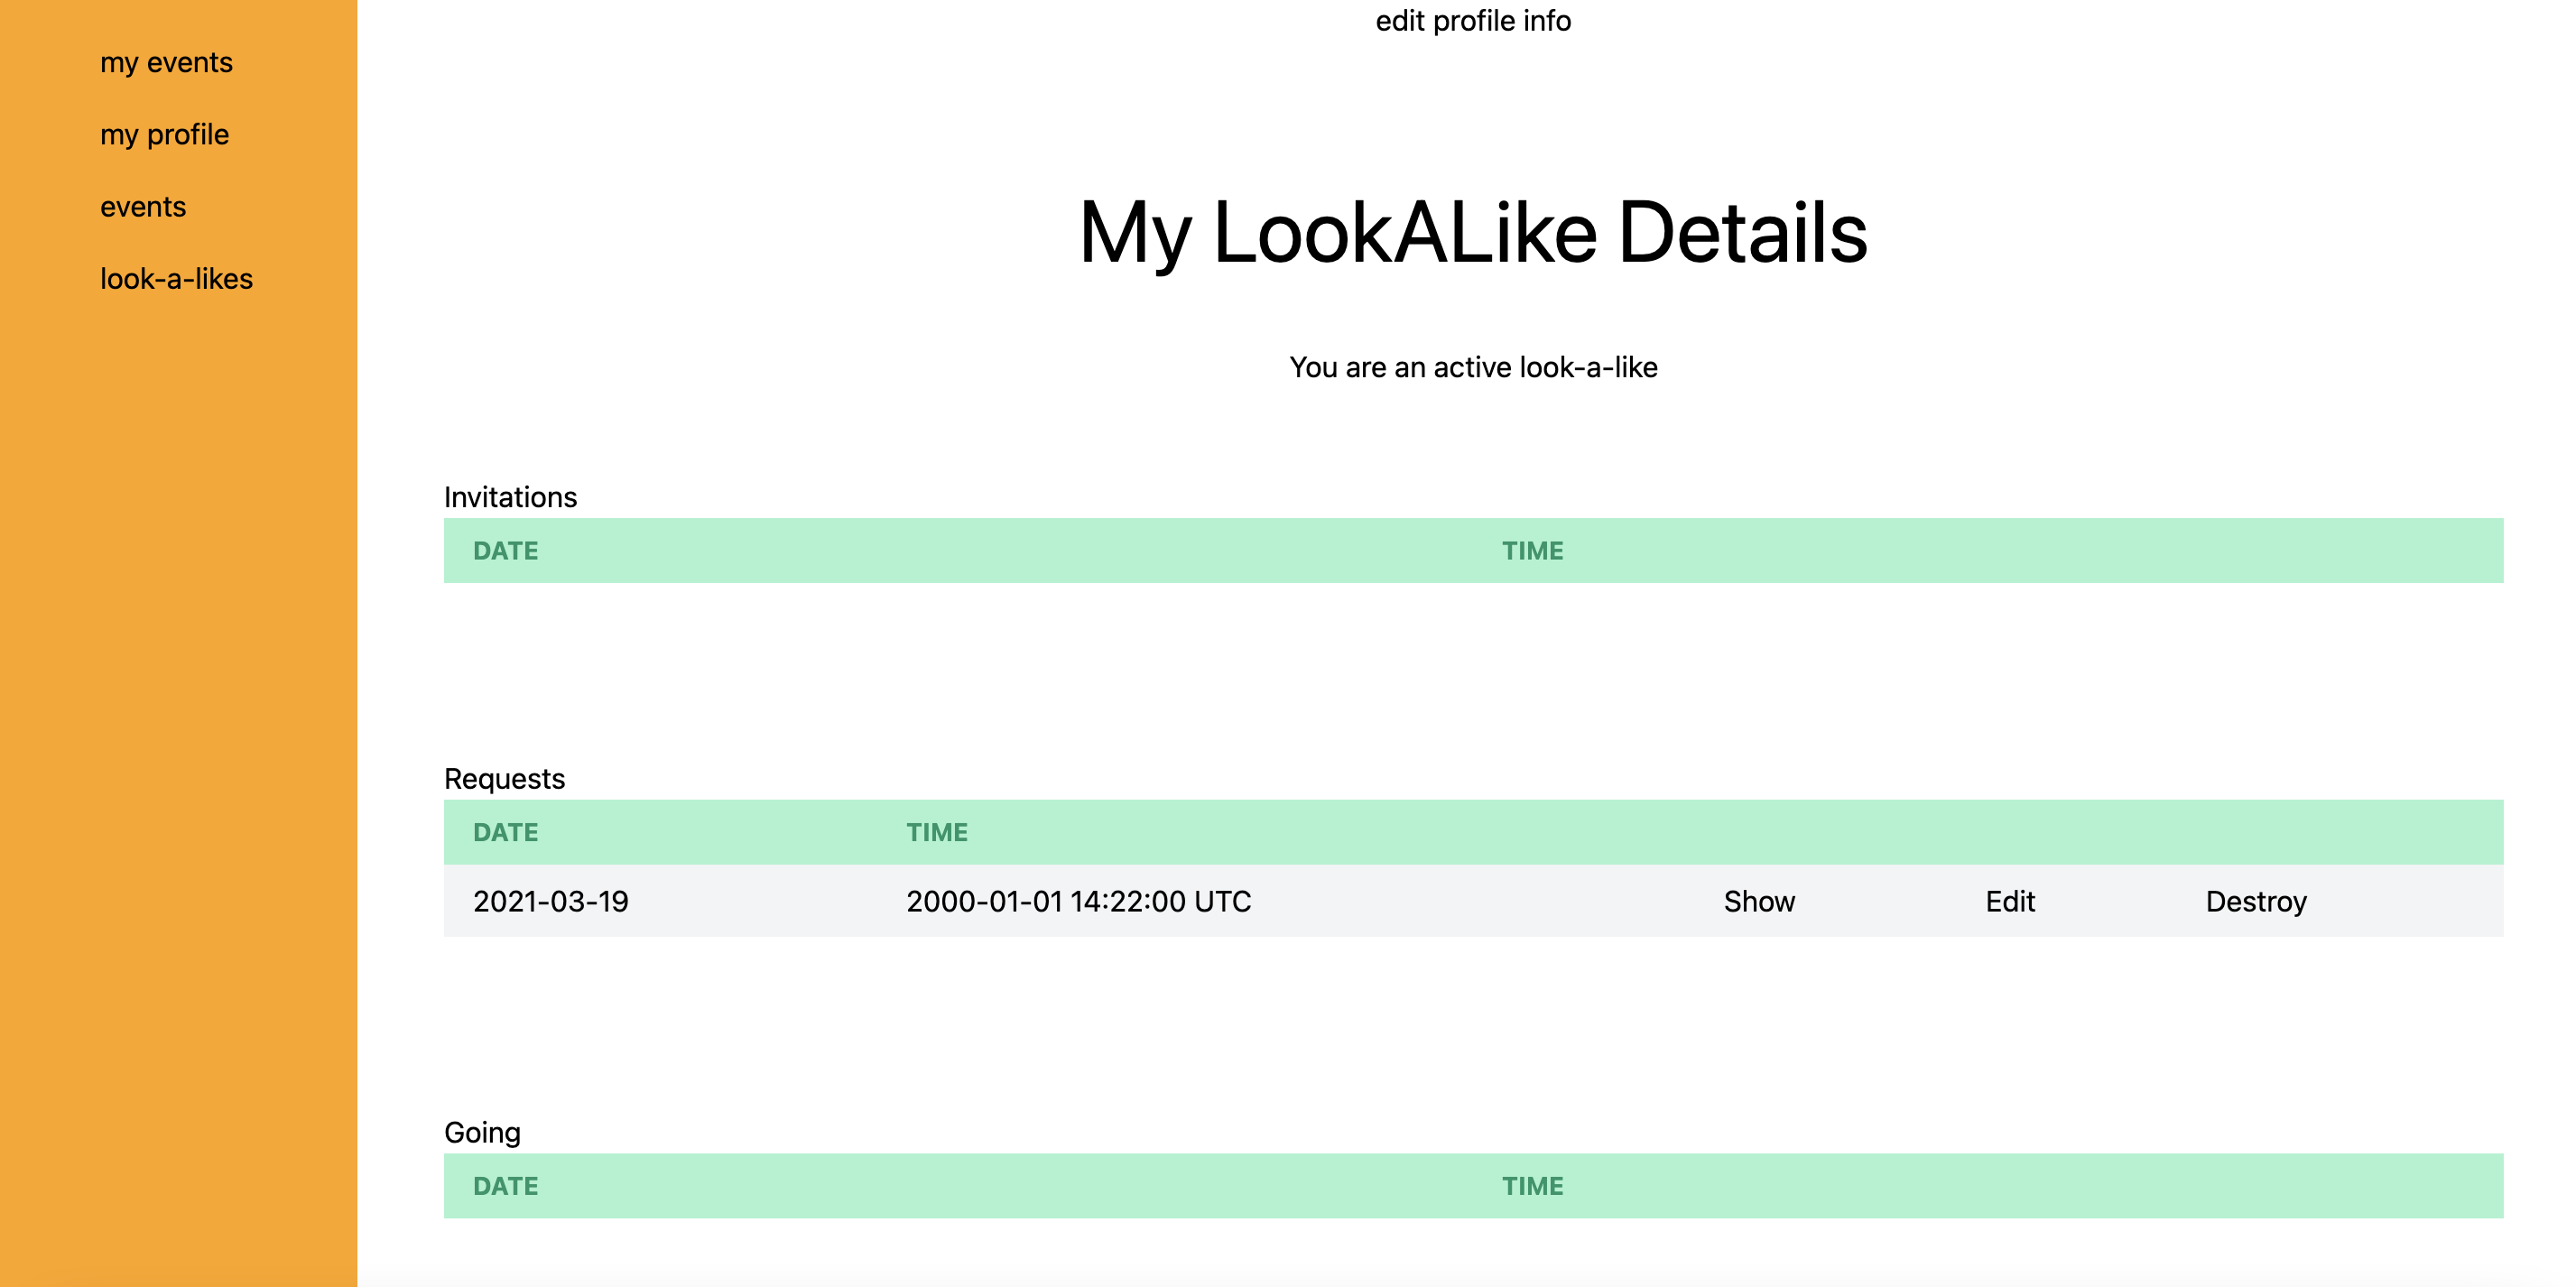 my events
my profile
events
look-a-likes
edit profile info
My LookALike Details
You are an active look-a-like
Invitations
DATE TIME
Requests
DATE TIME
2021-03-19 2000-01-01 14:22:00 UTC Show Edit Destroy
Going
DATE TIME